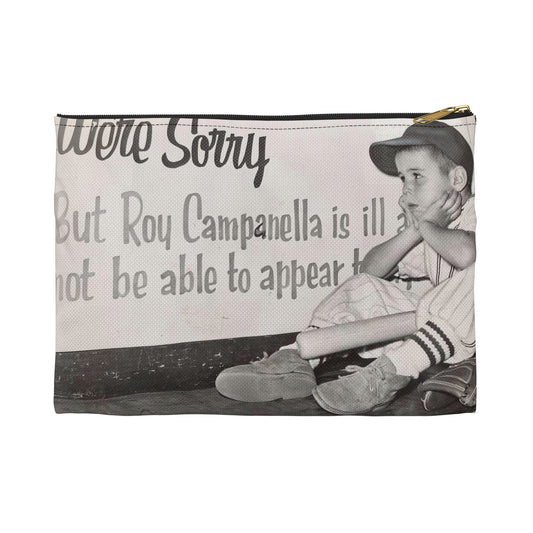 Were Sorry
But Roy Campanella is ill
not be able to appear